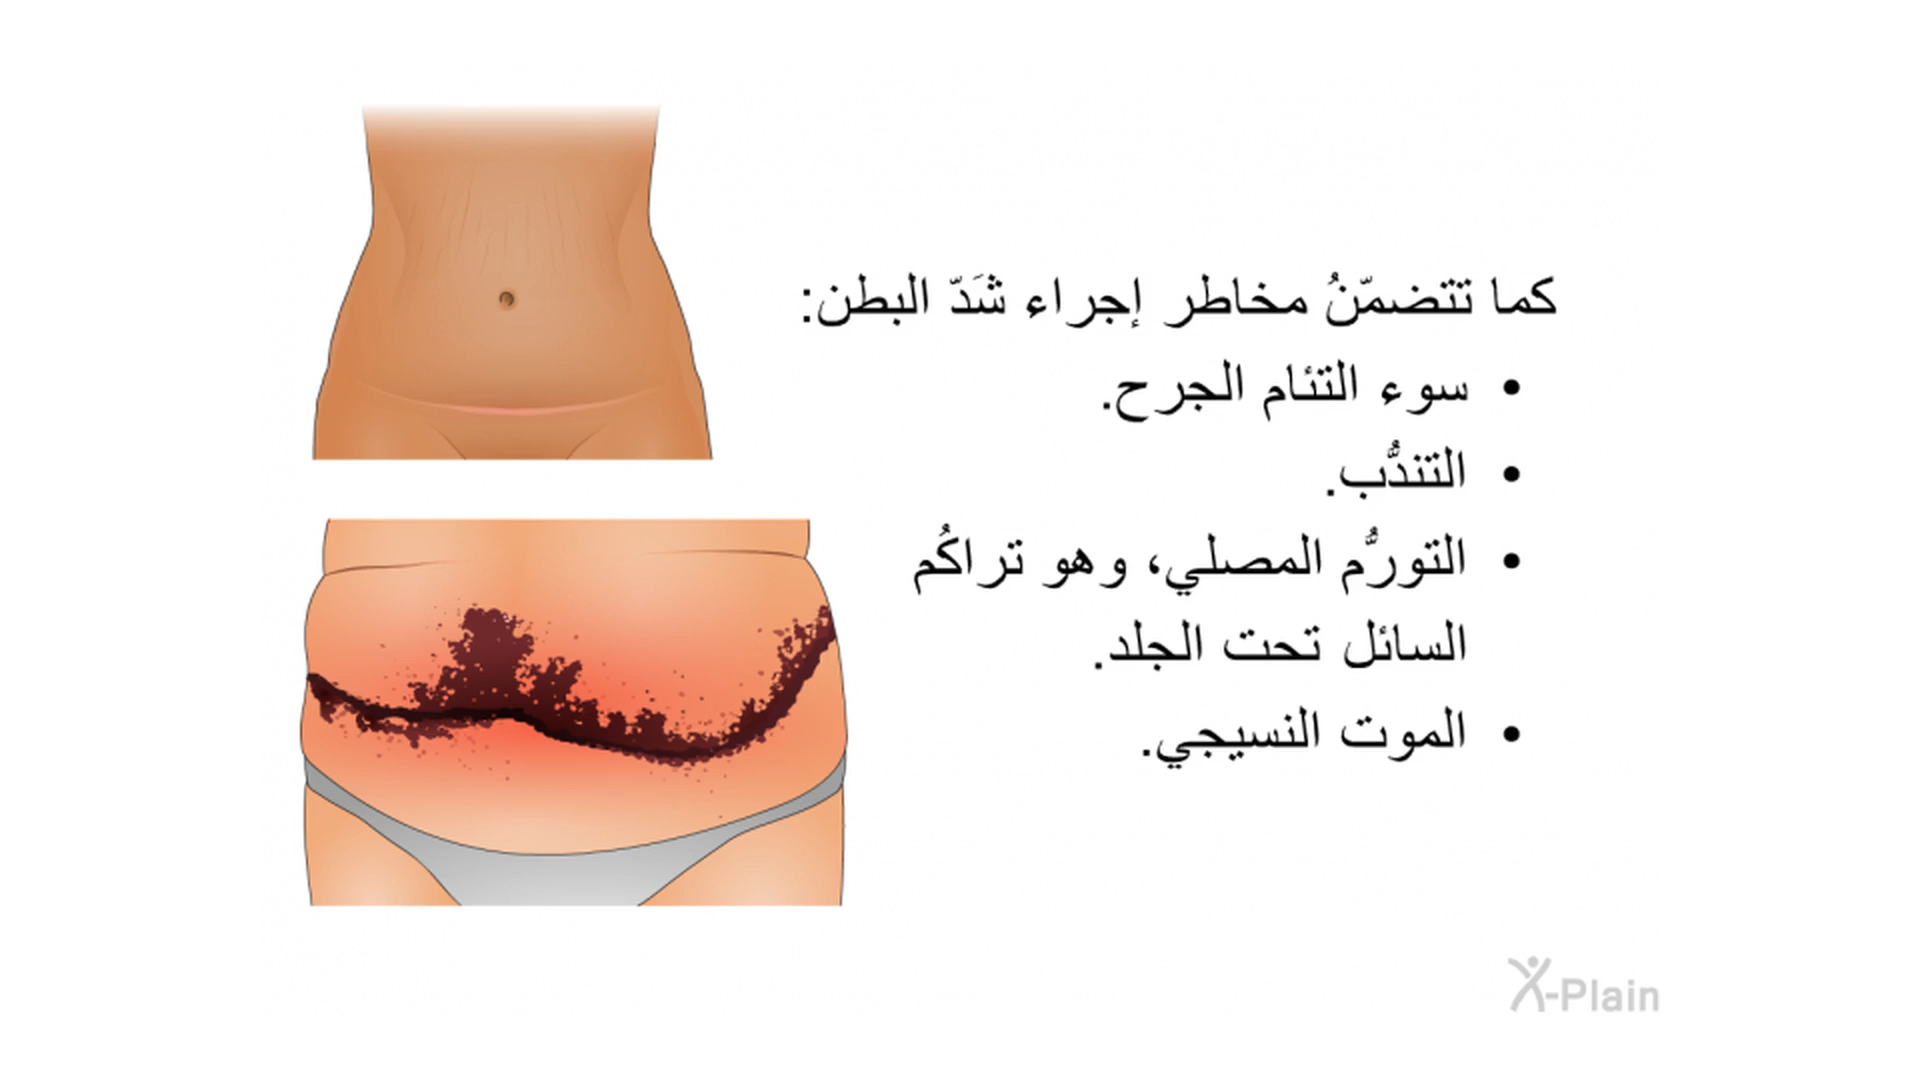 كما تتضمّنُ مخاطر إجراء شَدّ البطن:
• سوء التئام الجرح.
• التندُّب.
• التورُّم المصلي، وهو تراكُم
السائل تحت الجلد.
• الموت النسيجي.
X-Plain